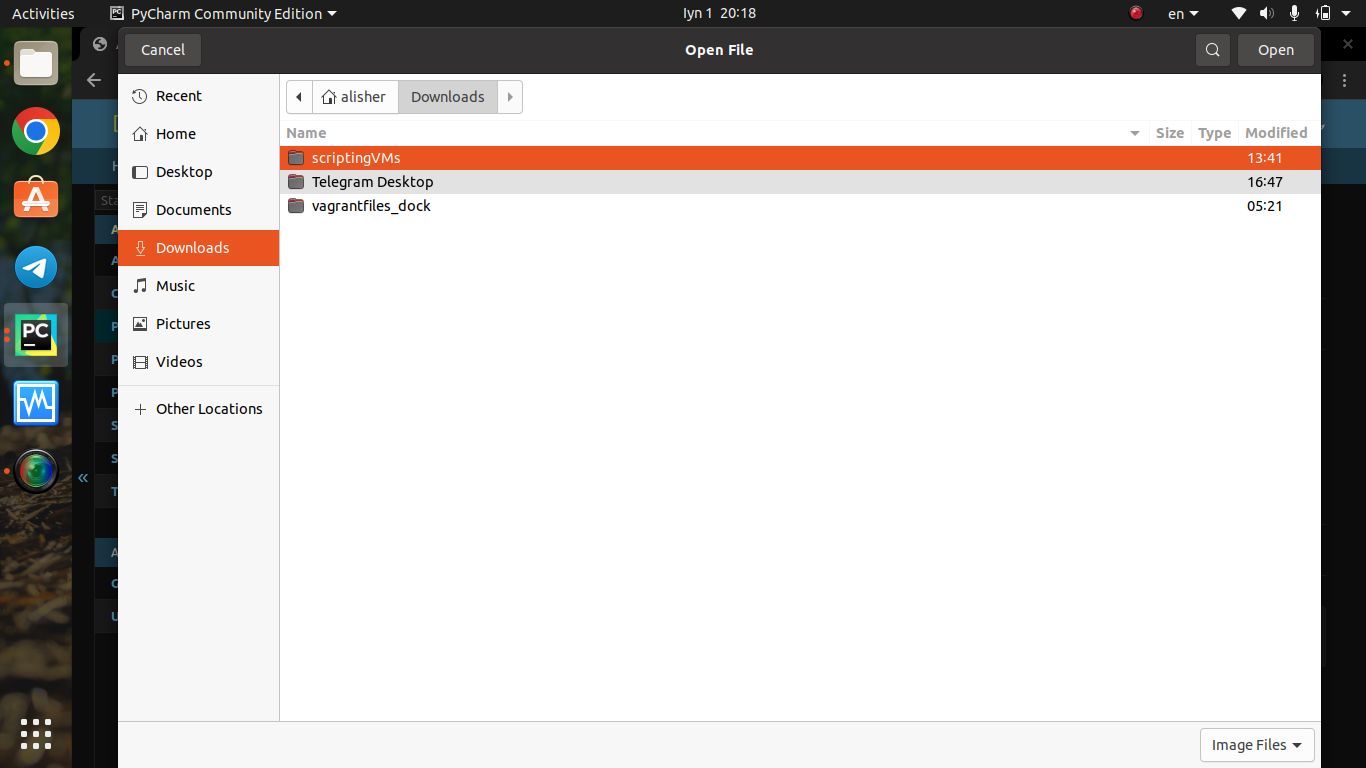 Activities
PyCharm Community Edition
Iyn 1 20:18
en
Cancel
Open File
Open
Recent
Home
Desktop
Documents
Downloads
Music
Pictures
Videos
Other Locations
alisher
Downloads
Name
Size
Type
Modified
scriptingVMs
13:41
Telegram Desktop
16:47
vagrantfiles_dock
05:21
PC
Image Files